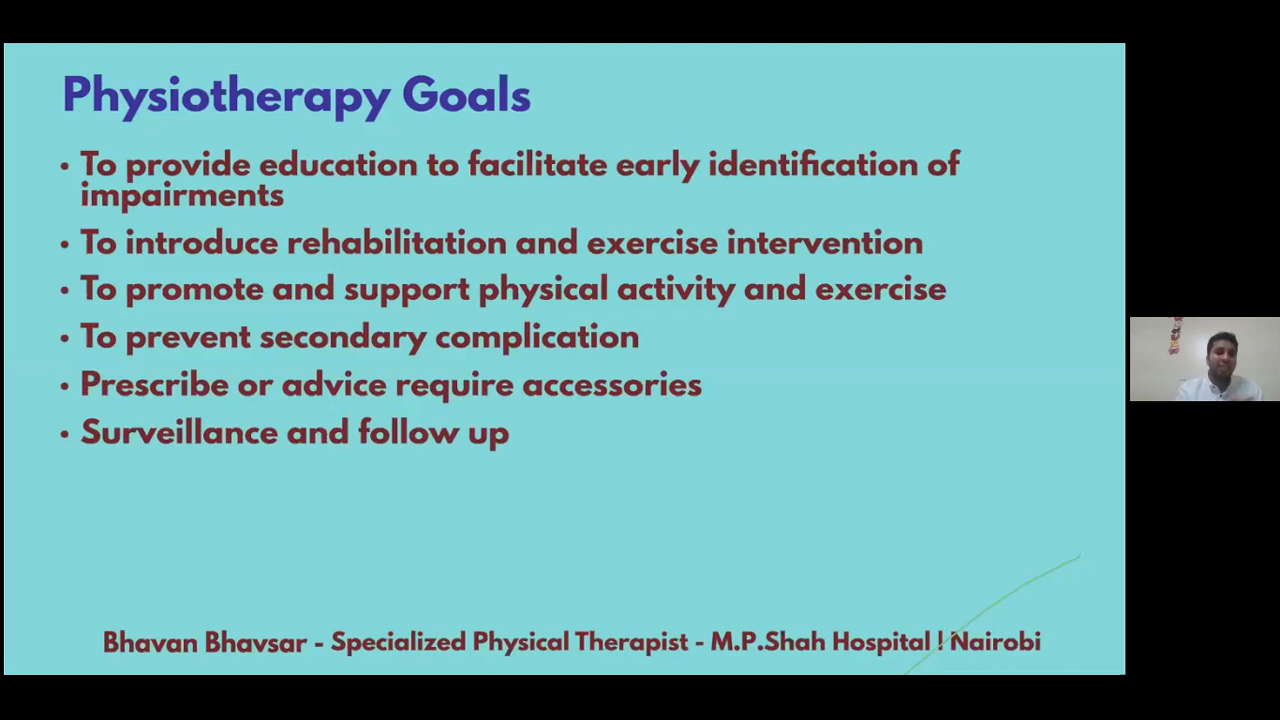 Physiotherapy Goals
• To provide education to facilitate early identification of
impairments
• To introduce rehabilitation and exercise intervention
• To promote and support physical activity and exercise
• To prevent secondary complication
• Prescribe or advice require accessories
• Surveillance and follow up
Bhavan Bhavsar - Specialized Physical Therapist - M.P.Shah Hospital | Nairobi